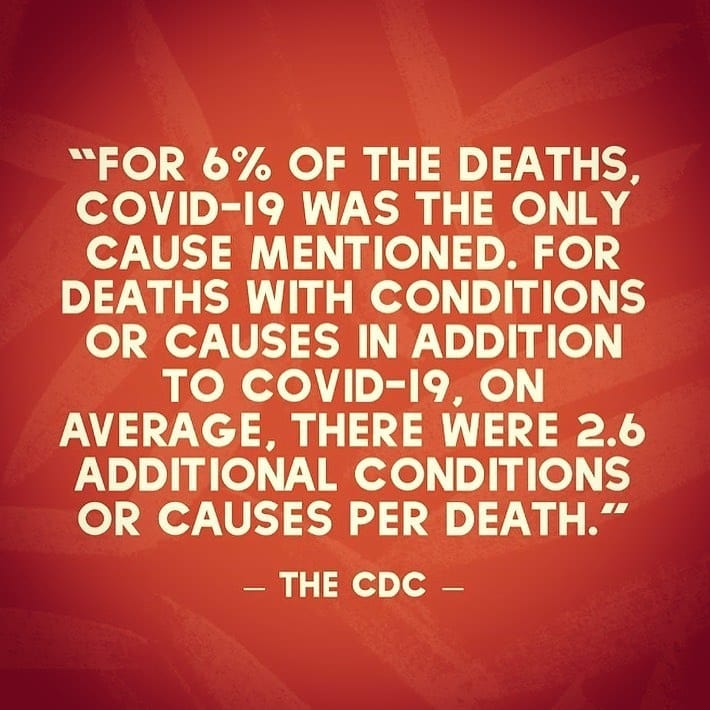 “FOR 6% OF THE DEATHS,
COVID-19 WAS THE ONLY
CAUSE MENTIONED. FOR
DEATHS WITH CONDITIONS
OR CAUSES IN ADDITION
TO COVID-19, ON
AVERAGE, THERE WERE 2.6
ADDITIONAL CONDITIONS
OR CAUSES PER DEATH.”
– THE CDC –